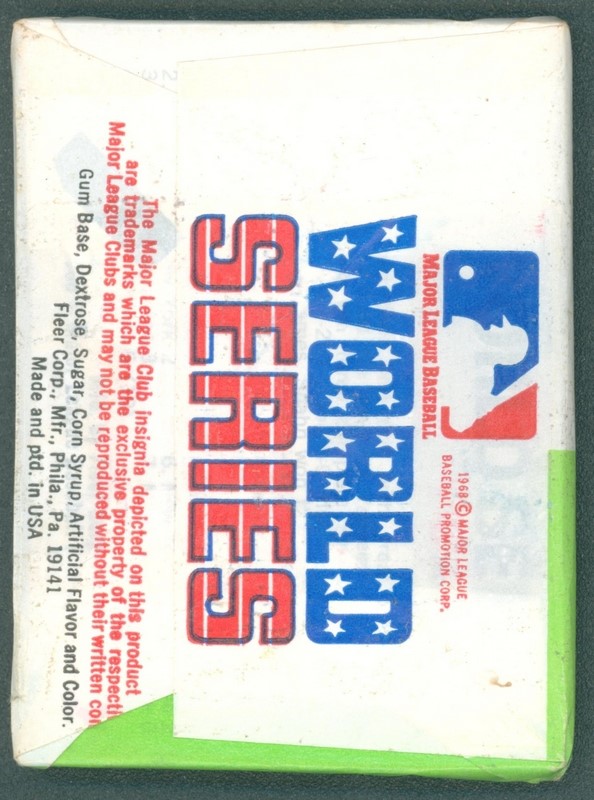 MAJOR LEAGUE BASEBALL
1968 © MAJOR LEAGUE
BASEBALL PROMOTION CORP.
WORLD
SERIES
The Major League Club insignia depicted on this product
are trademarks which are the exclusive property of the
Major League Clubs and may not be reproduced without their written
Gum Base, Dextrose, Sugar, Corn Syrup, Artificial Flavor and Color.
Fleer Corp., Mfr., Phila., Pa. 19141
Made and pkd. in USA